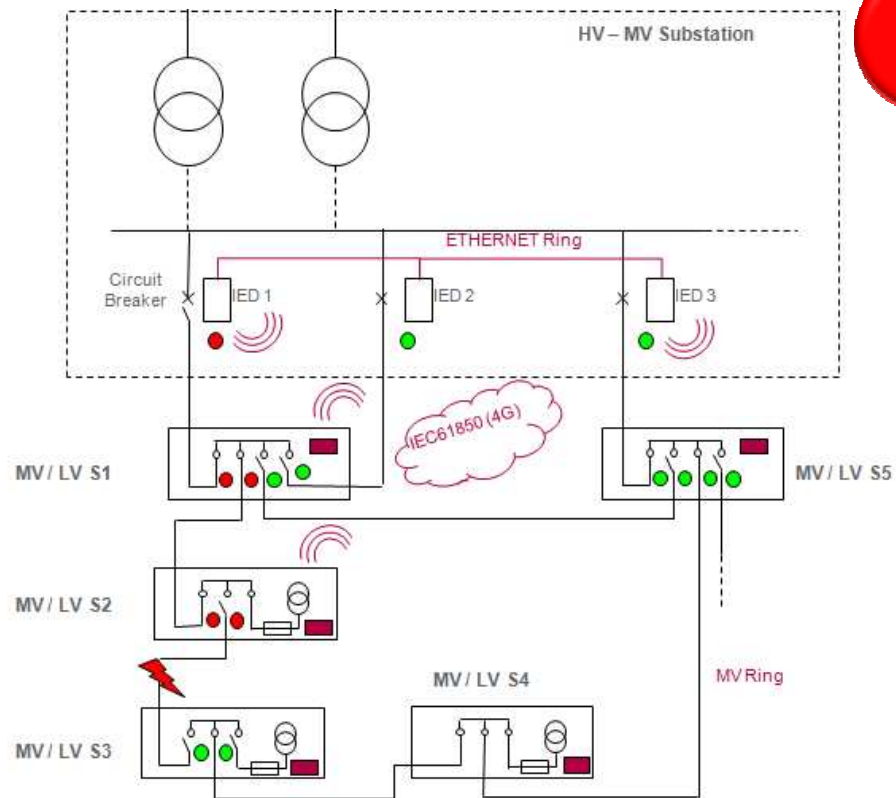 HV – MV Substation
ETHERNET Ring
Circuit
Breaker
IED 1
IED 2
IED 3
IEC61850 (4G)
MV / LV S1
MV / LV S5
MV / LV S2
MV Ring
MV / LV S4
MV / LV S3